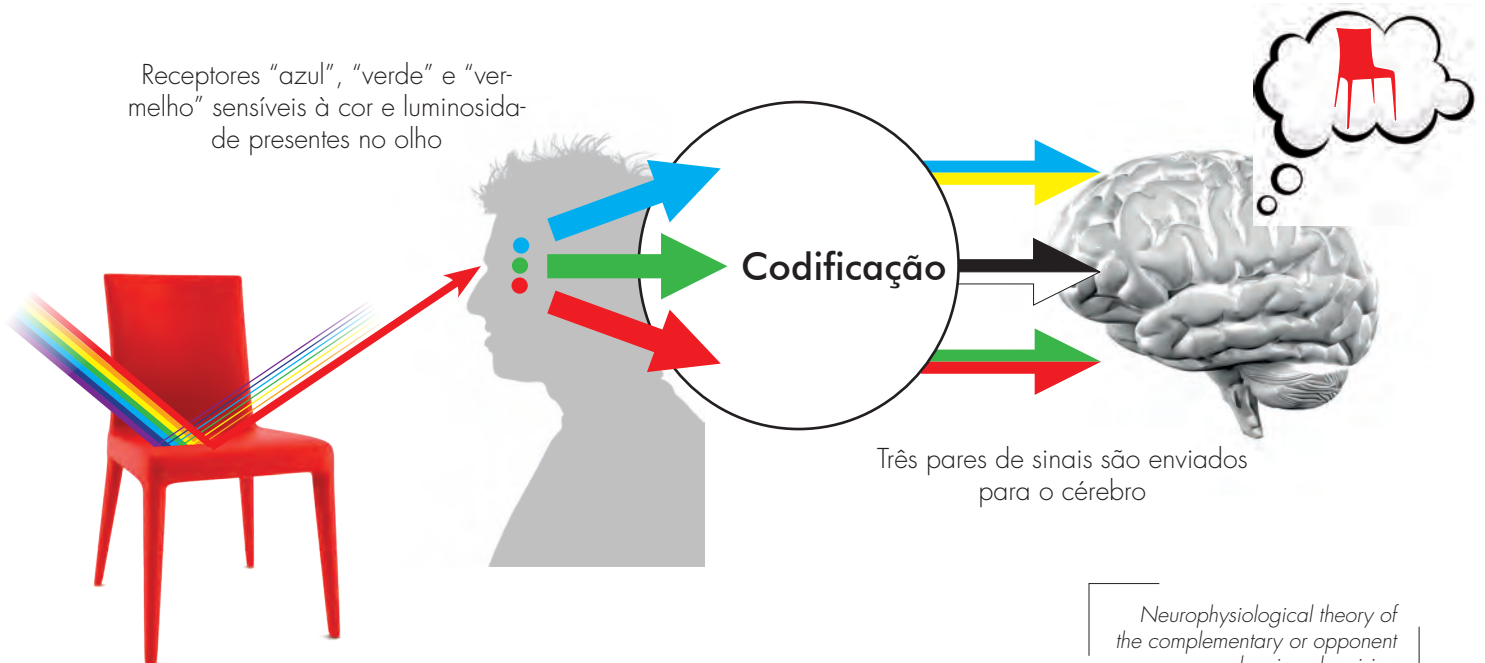 Receptores “azul”, “verde” e “ver-
melho” sensíveis à cor e luminosida-
de presentes no olho
Codificação
Três pares de sinais são enviados
para o cérebro
Neurophysiological theory of
the complementary or opponent